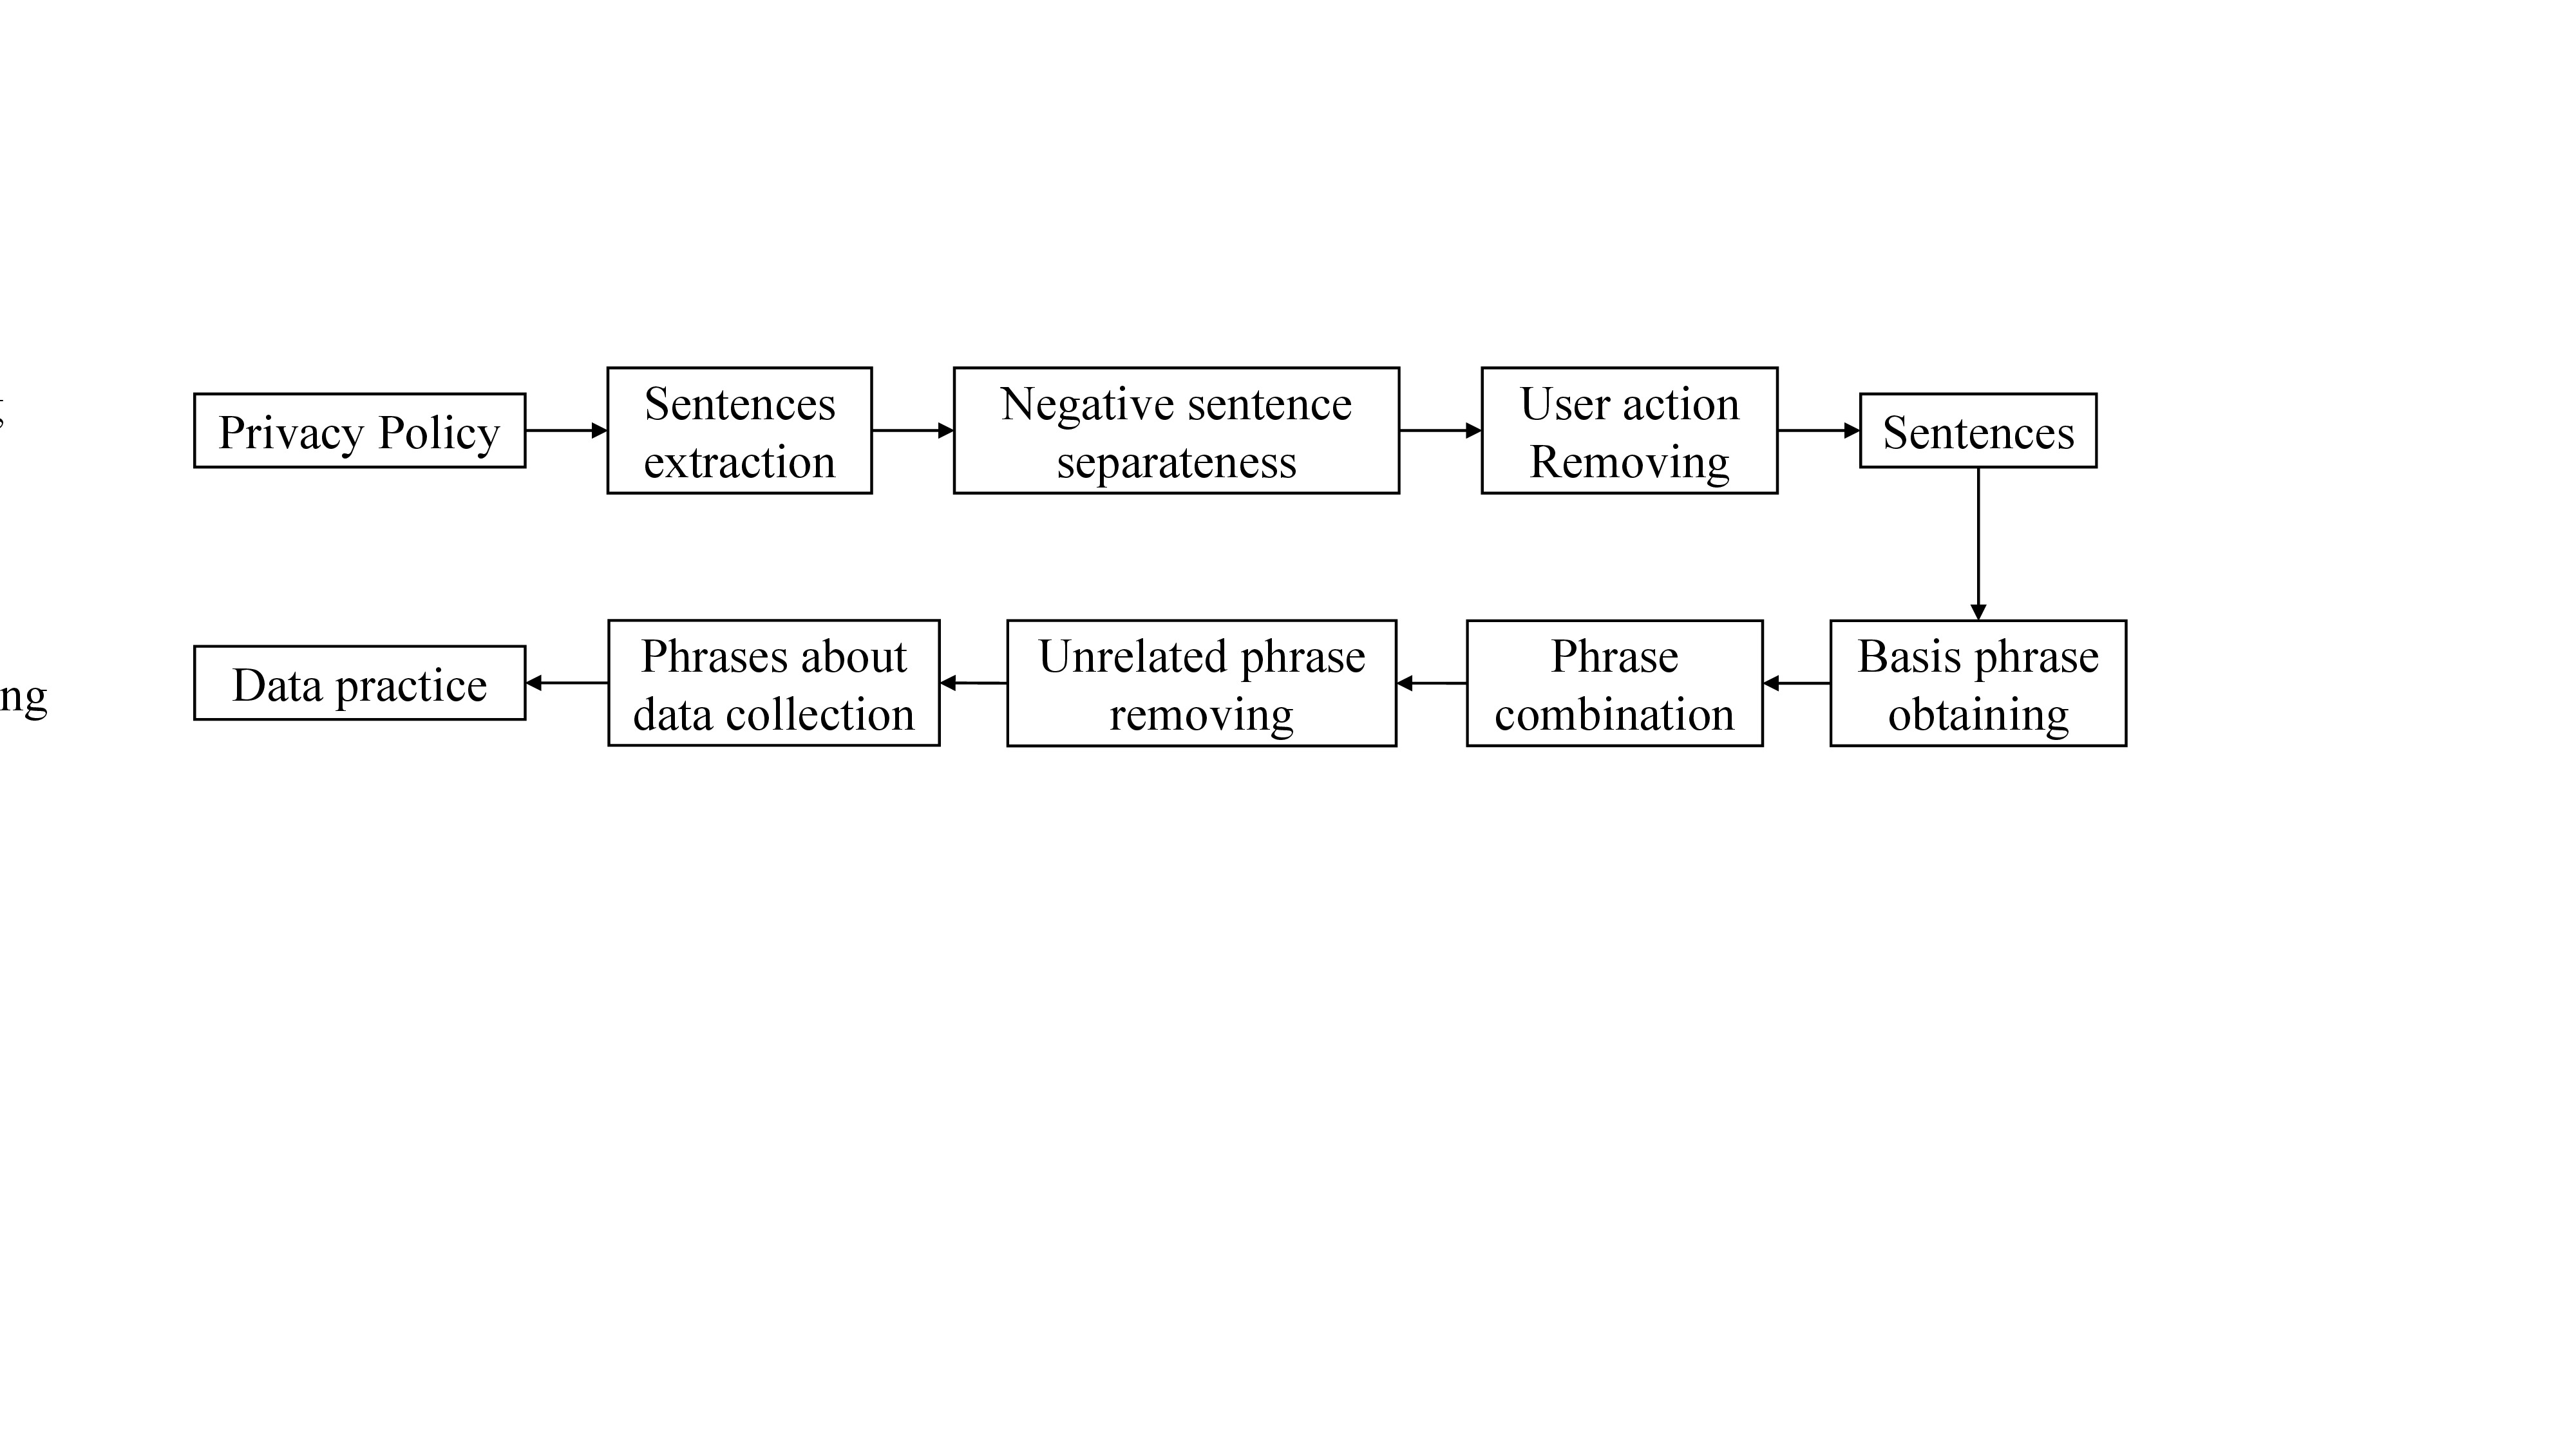 Privacy Policy
Sentences
extraction
Negative sentence
separateness
User action
Removing
Sentences
Data practice
Phrases about
data collection
Unrelated phrase
removing
Phrase
combination
Basis phrase
obtaining
ng